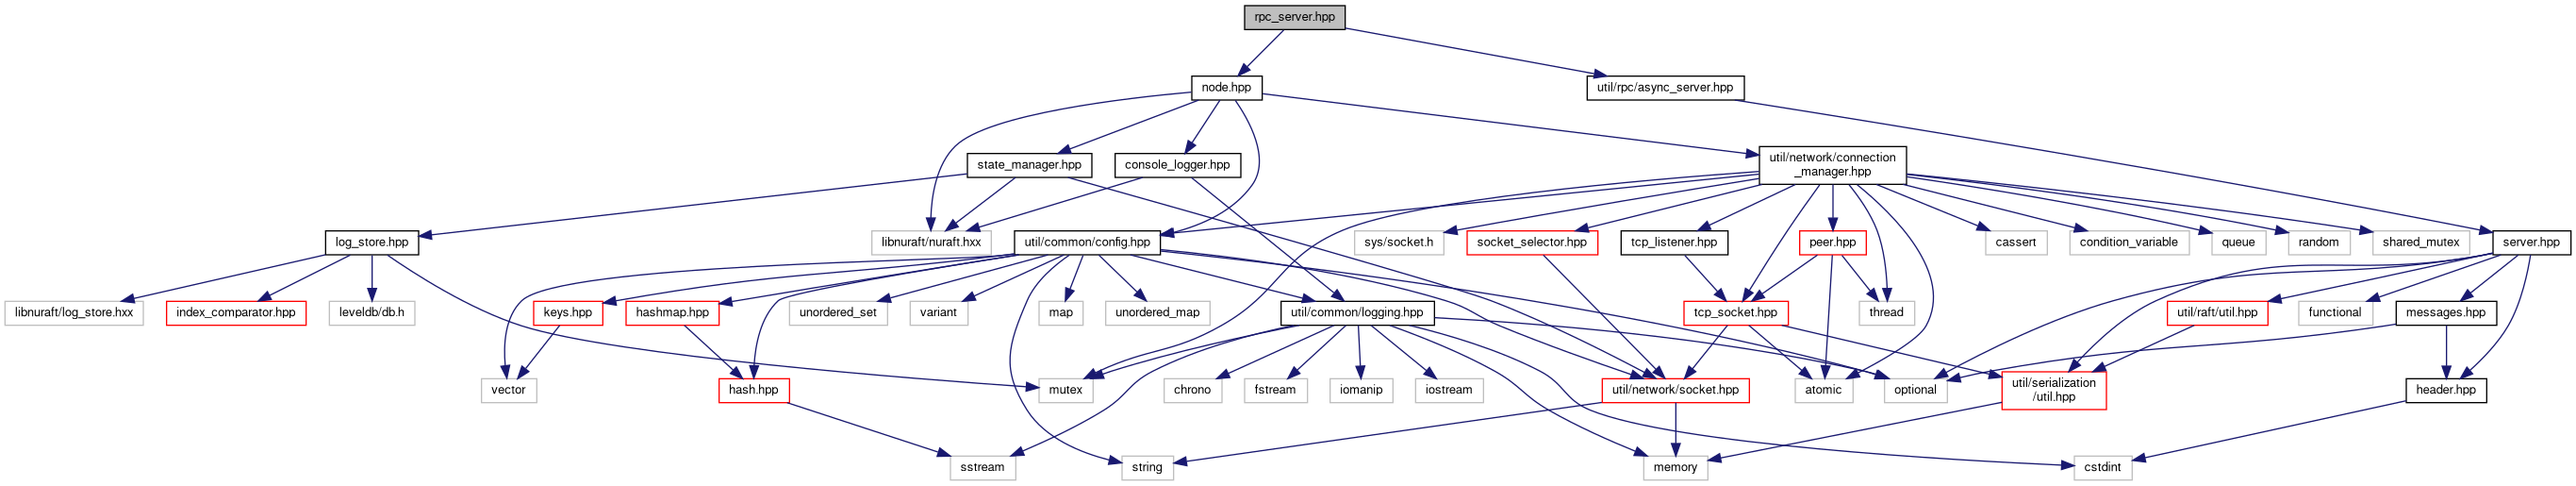 rpc_server.hpp
node.hpp
util/rpc/async_server.hpp
state_manager.hpp
console_logger.hpp
util/network/connection
_manager.hpp
log_store.hpp
libnuraft/nuraft.hxx
util/common/config.hpp
sys/socket.h
socket_selector.hpp
tcp_listener.hpp
peer.hpp
cassert
condition_variable
queue
random
shared_mutex
server.hpp
libnuraft/log_store.hxx
index_comparator.hpp
leveldb/db.h
keys.hpp
hashmap.hpp
unordered_set
variant
map
unordered_map
util/common/logging.hpp
tcp_socket.hpp
thread
util/raft/util.hpp
functional
messages.hpp
vector
hash.hpp
mutex
chrono
fstream
iomanip
iostream
util/network/socket.hpp
atomic
optional
util/serialization
/util.hpp
header.hpp
sstream
string
memory
cstdint